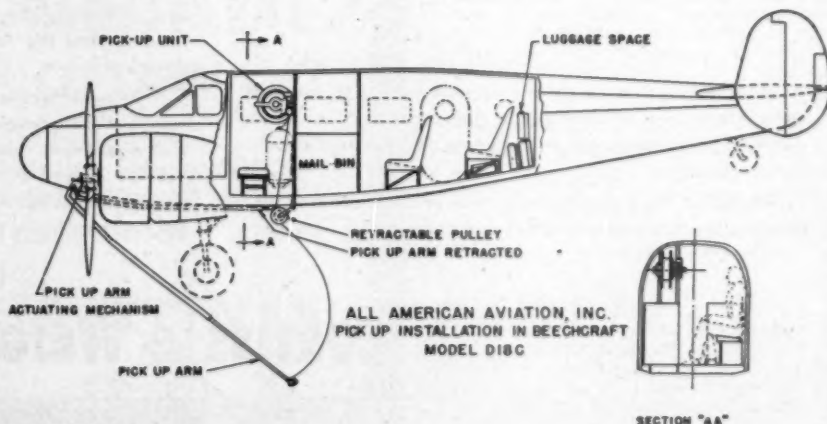 PICK-UP UNIT
A
LUGGAGE SPACE
MAIL-BIN
RETRACTABLE PULLEY
A
PICK UP ARM RETRACTED
PICK UP ARM
ACTUATING MECHANISM
ALL AMERICAN AVIATION, INC.
PICK UP INSTALLATION IN BEECHCRAFT
MODEL D18C
PICK UP ARM
SECTION "AA"